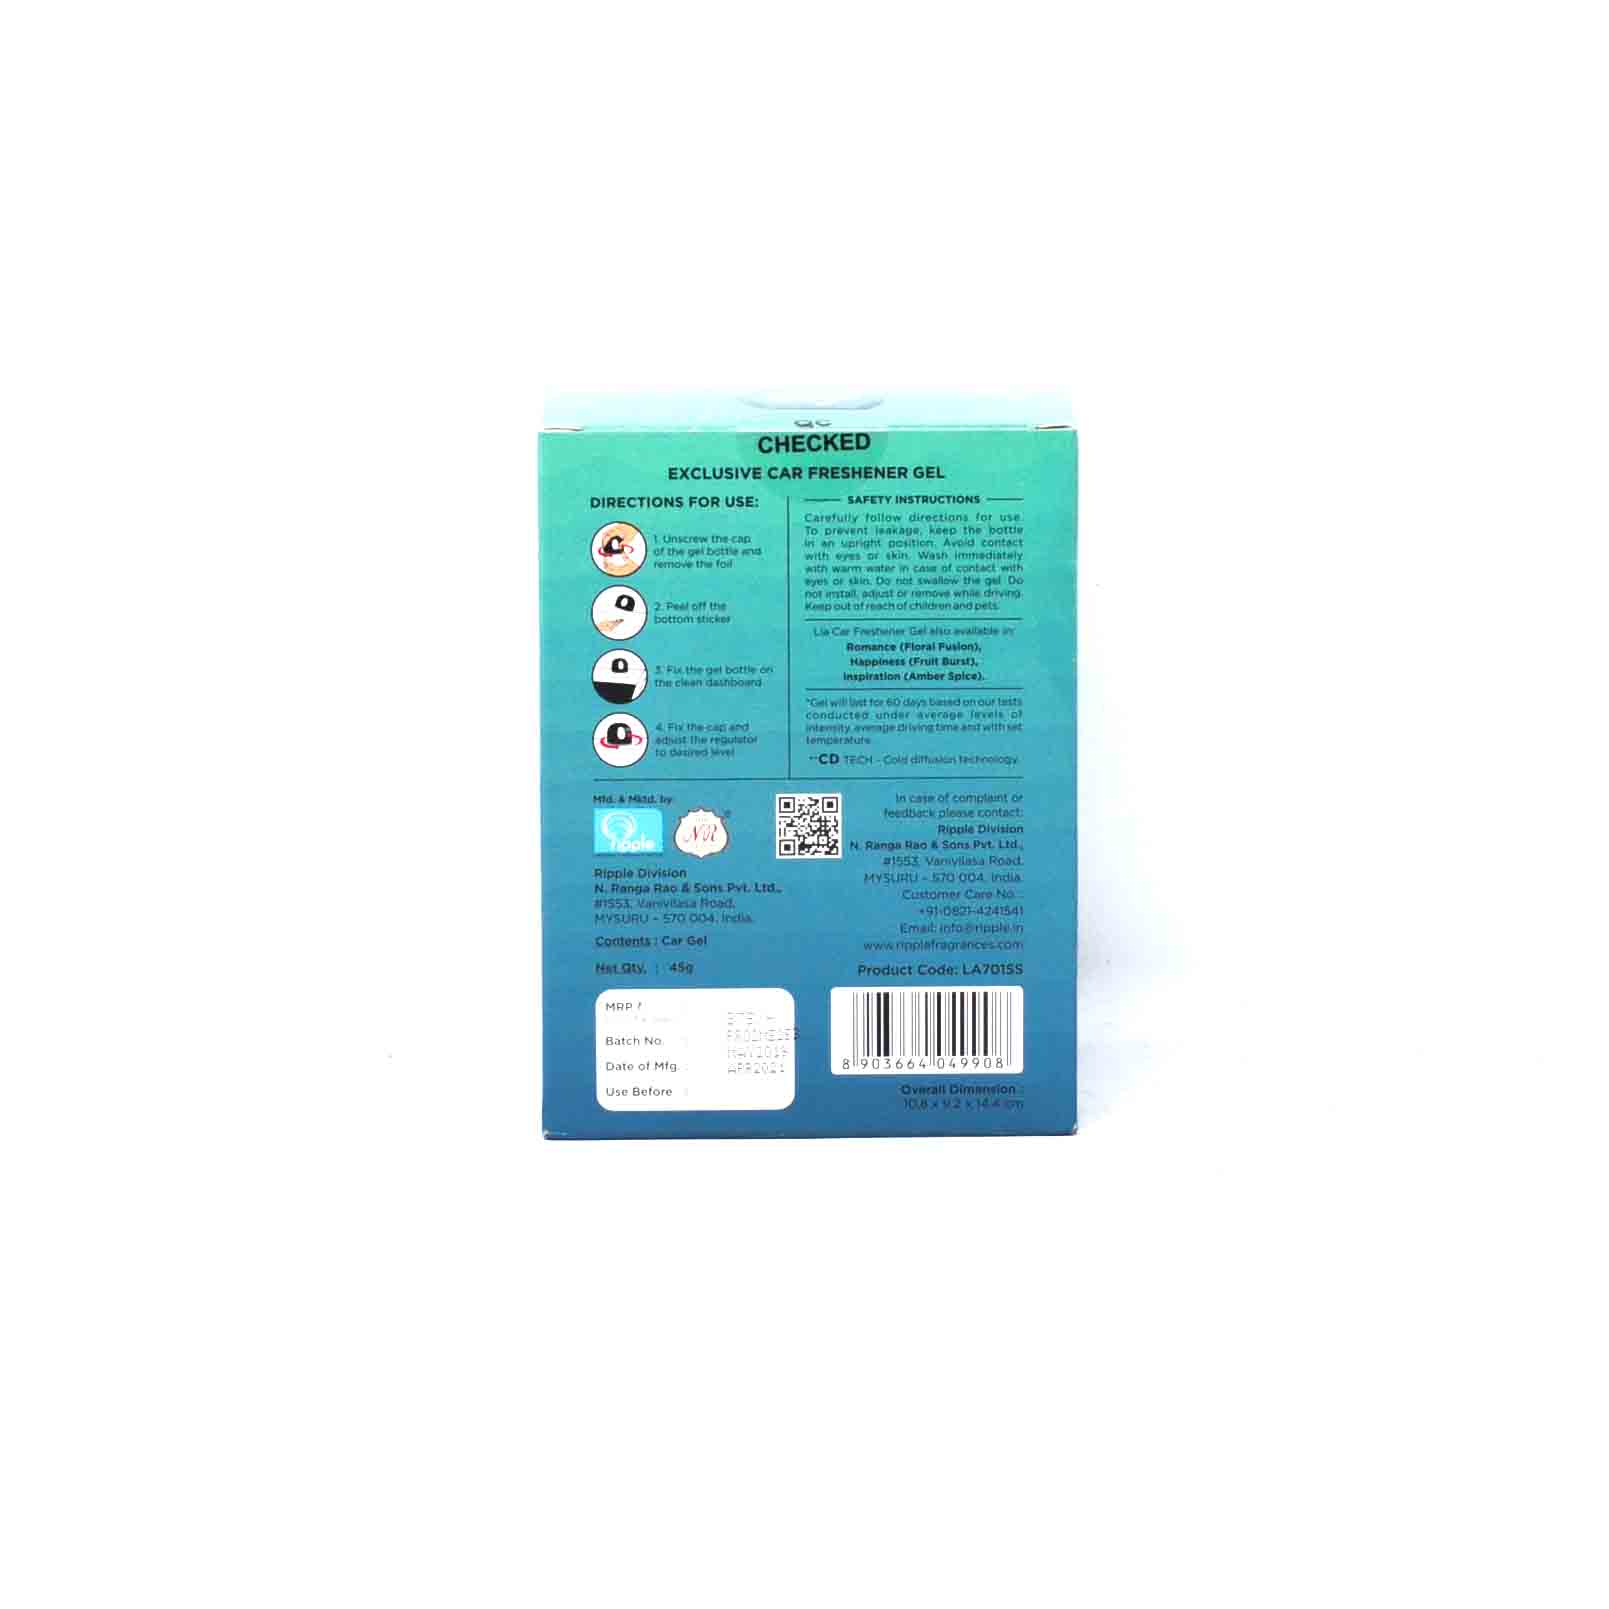 QC
CHECKED
EXCLUSIVE CAR FRESHENER GEL
DIRECTIONS FOR USE:
1. Unscrew the cap
of the gel bottle and
remove the foil
2. Peel off the
bottom sticker
3. Fix the gel bottle on
the clean dashboard
4. Fix the cap and
adjust the regulator
to desired level
SAFETY INSTRUCTIONS
Carefully follow directions for use.
To prevent leakage, keep the bottle
in an upright position. Avoid contact
with eyes or skin. Wash immediately
with warm water in case of contact with
eyes or skin. Do not swallow the gel. Do
not install, adjust or remove while driving.
Keep out of reach of children and pets.
Lia Car Freshener Gel also available in:
Romance (Floral Fusion),
Happiness (Fruit Burst),
Inspiration (Amber Spice).
*Gel will last for 60 days based on our tests
conducted under average levels of
intensity, average driving time and with set
temperature.
**CD TECH - Cold diffusion technology.
Mfd. & Mktd. by:
ripple
NR
Ripple Division
N. Ranga Rao & Sons Pvt. Ltd.,
#1553, Vanivilasa Road,
MYSURU – 570 004, India.
Contents : Car Gel
Net Qty. : 45g
In case of complaint or
feedback please contact:
Ripple Division
N. Ranga Rao & Sons Pvt. Ltd.,
#1553, Vanivilasa Road,
MYSURU – 570 004, India.
Customer Care No. :
+91-0821-4241541
Email: info@ripple.in
www.ripplefragrances.com
Product Code: LA7015S
MRP
Batch No. :
Date of Mfg. : MAY2019
Use Before : APR2021
8 903664 049908
Overall Dimension :
10.8 x 9.2 x 14.4 cm